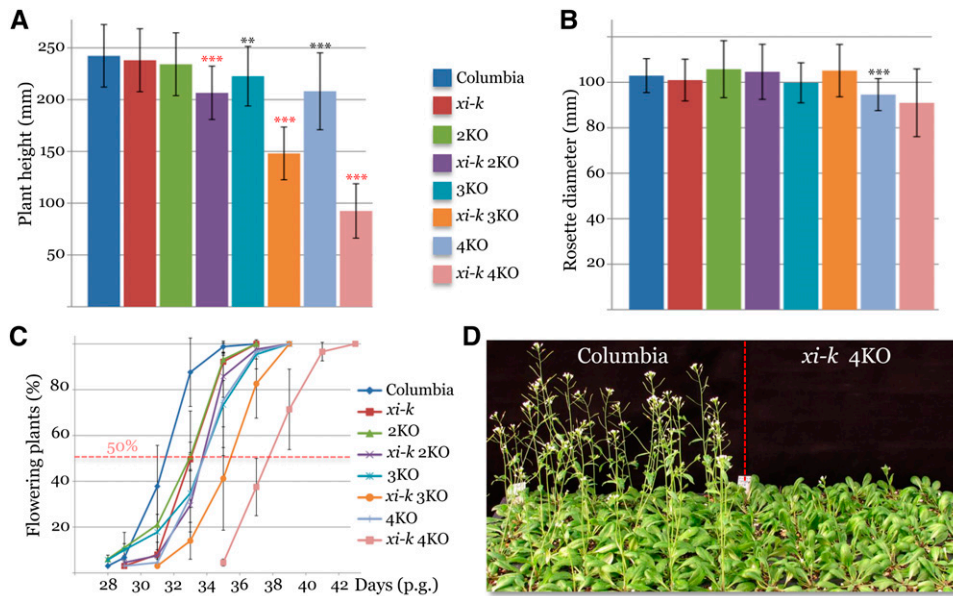 A
Plant height (mm)
250
200
150
100
50
***
**
***
***
***
Columbia
xi-k
2KO
xi-k 2KO
3KO
xi-k 3KO
4KO
xi-k 4KO
B
Rosette diameter (mm)
100
80
60
40
20
***
C
Flowering plants (%)
80
60
40
20
50%
28 30 32 34 36 38 40 42 Days (p.g.)
Columbia
xi-k
2KO
xi-k 2KO
3KO
xi-k 3KO
4KO
xi-k 4KO
D
Columbia xi-k 4KO